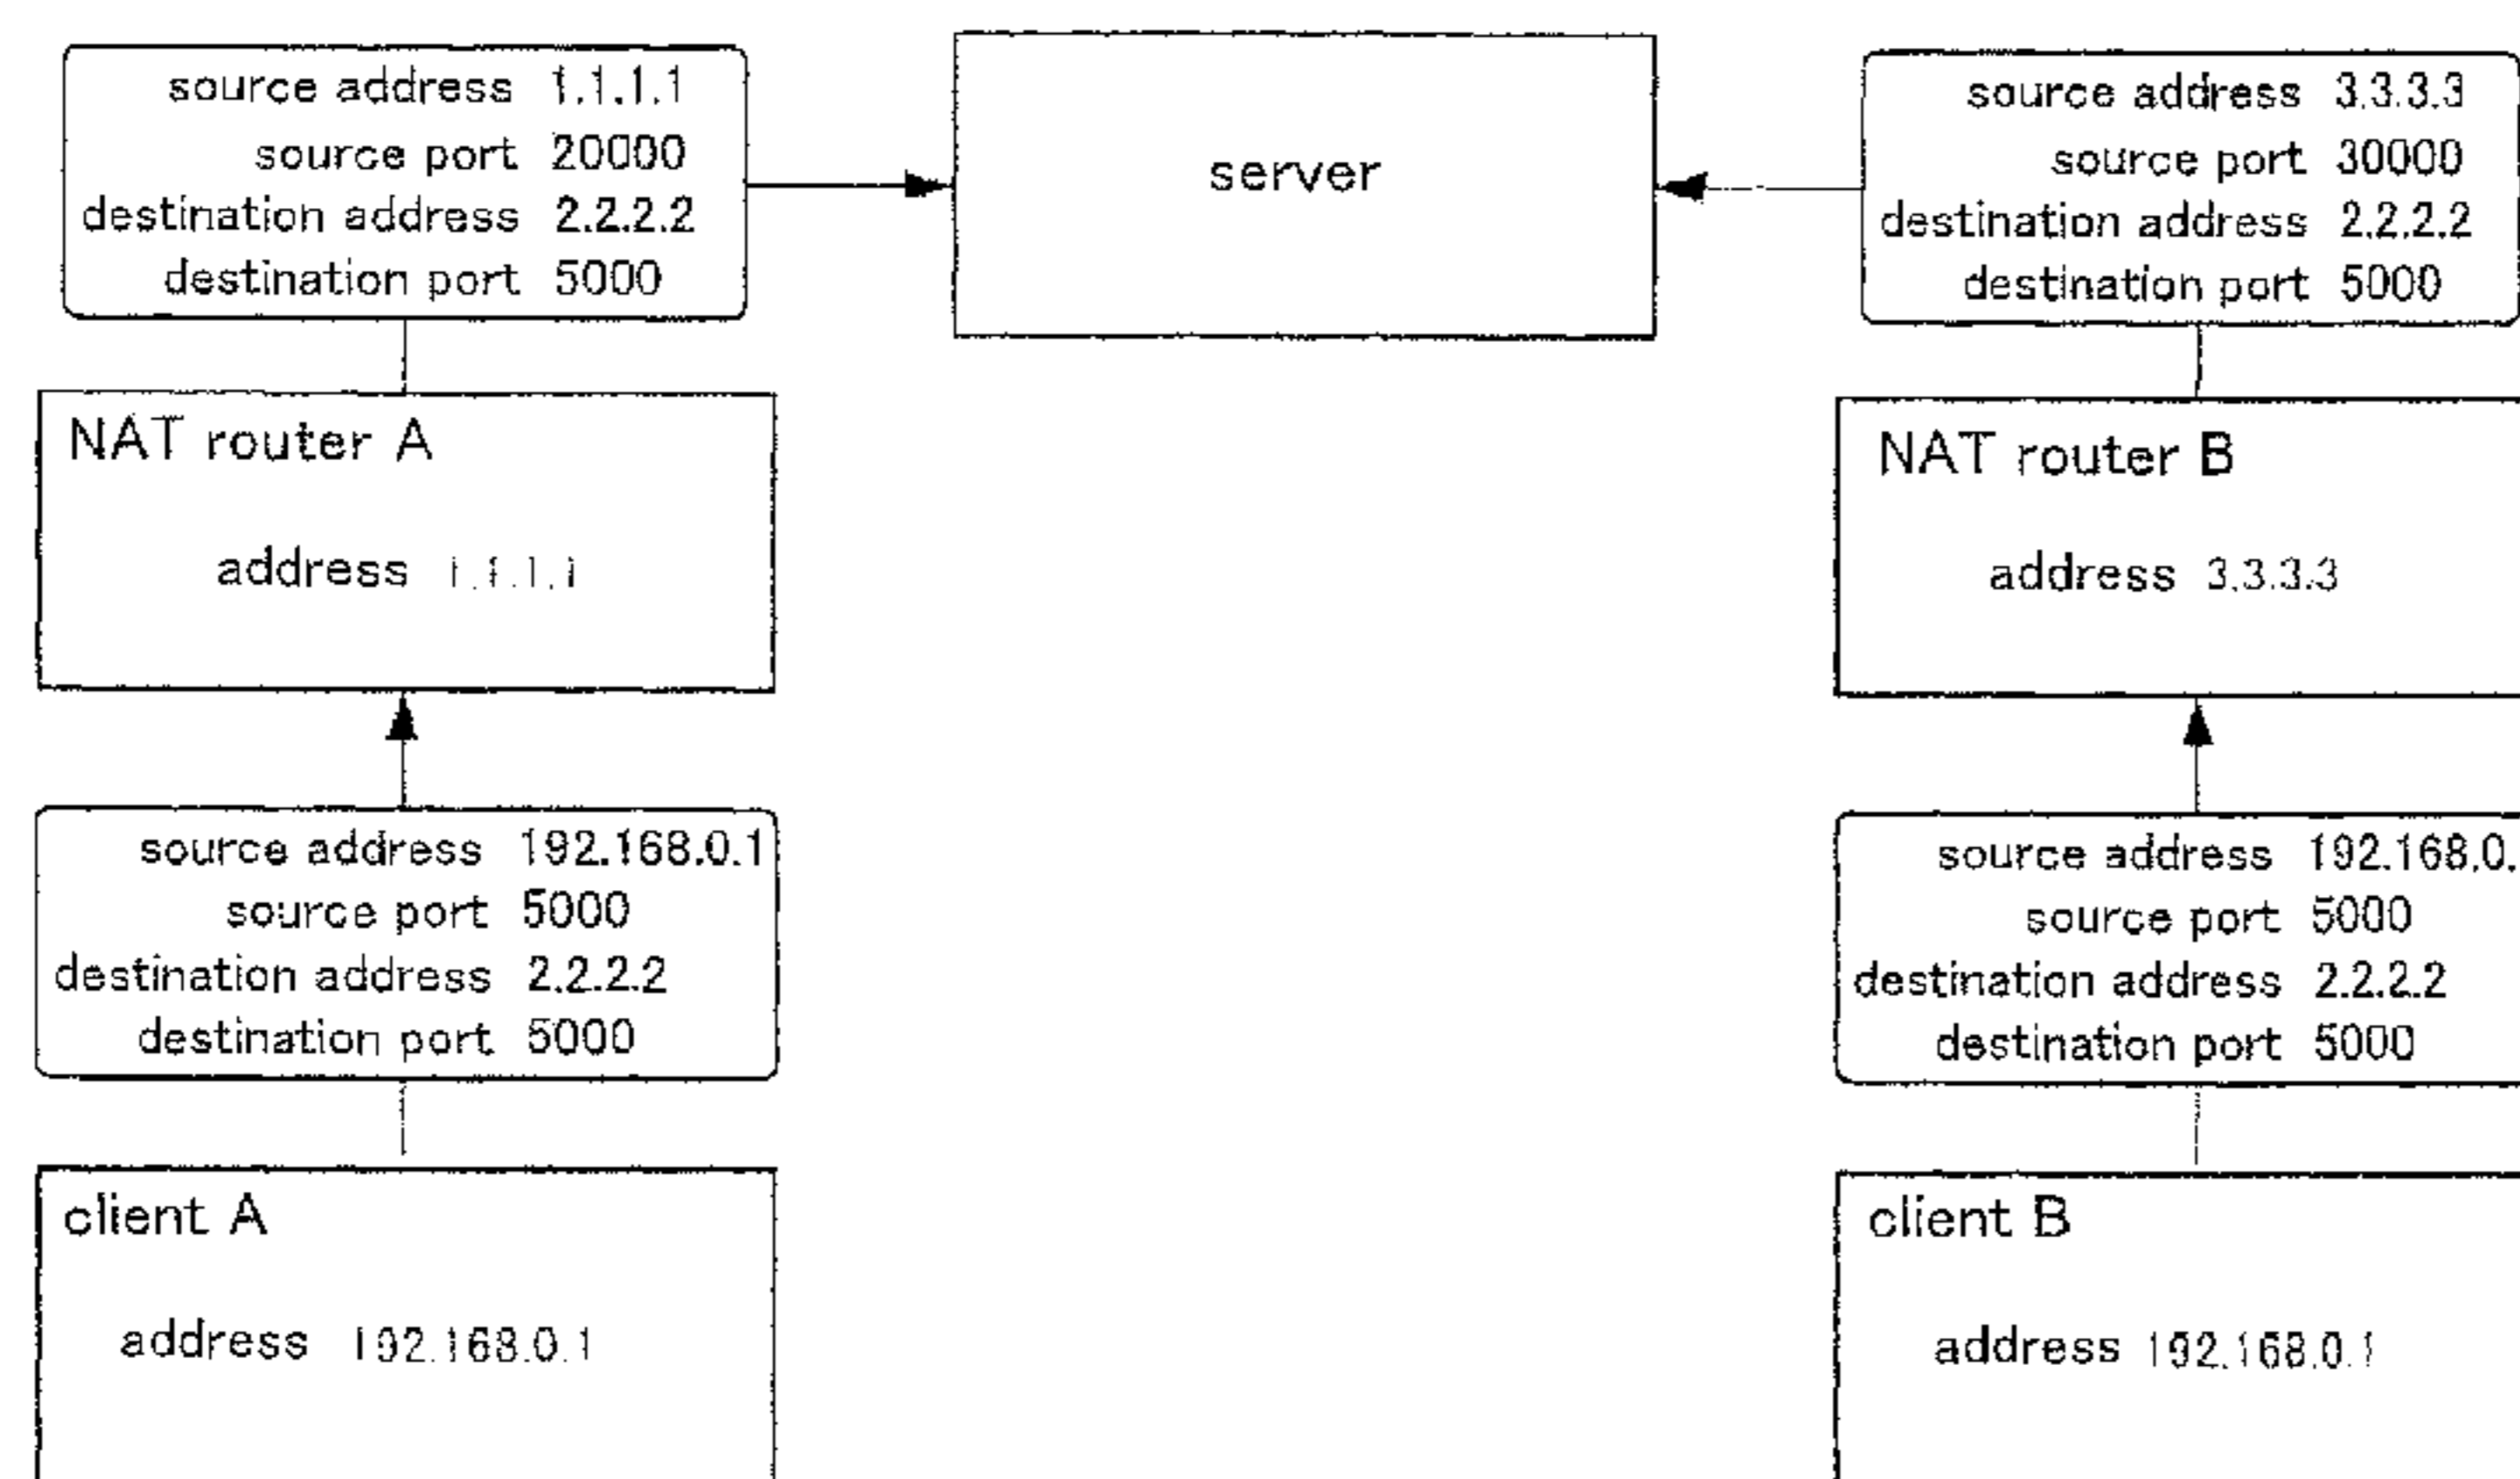 source address 1.1.1.1
source port 20000
destination address 2.2.2.2
destination port 5000
server
source address 3.3.3.3
source port 30000
destination address 2.2.2.2
destination port 5000
NAT router A
address 1.1.1.1
NAT router B
address 3.3.3.3
source address 192.168.0.1
source port 5000
destination address 2.2.2.2
destination port 5000
source address 192.168.0.
source port 5000
destination address 2.2.2.2
destination port 5000
client A
address 192.168.0.1
client B
address 192.168.0.1